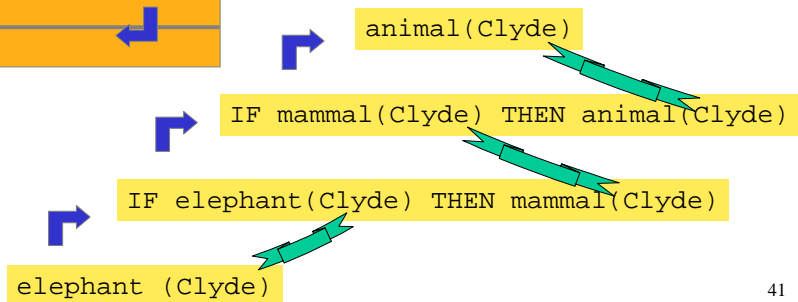 animal(Clyde)
IF mammal(Clyde) THEN animal(Clyde)
IF elephant(Clyde) THEN mammal(Clyde)
elephant (Clyde)
41